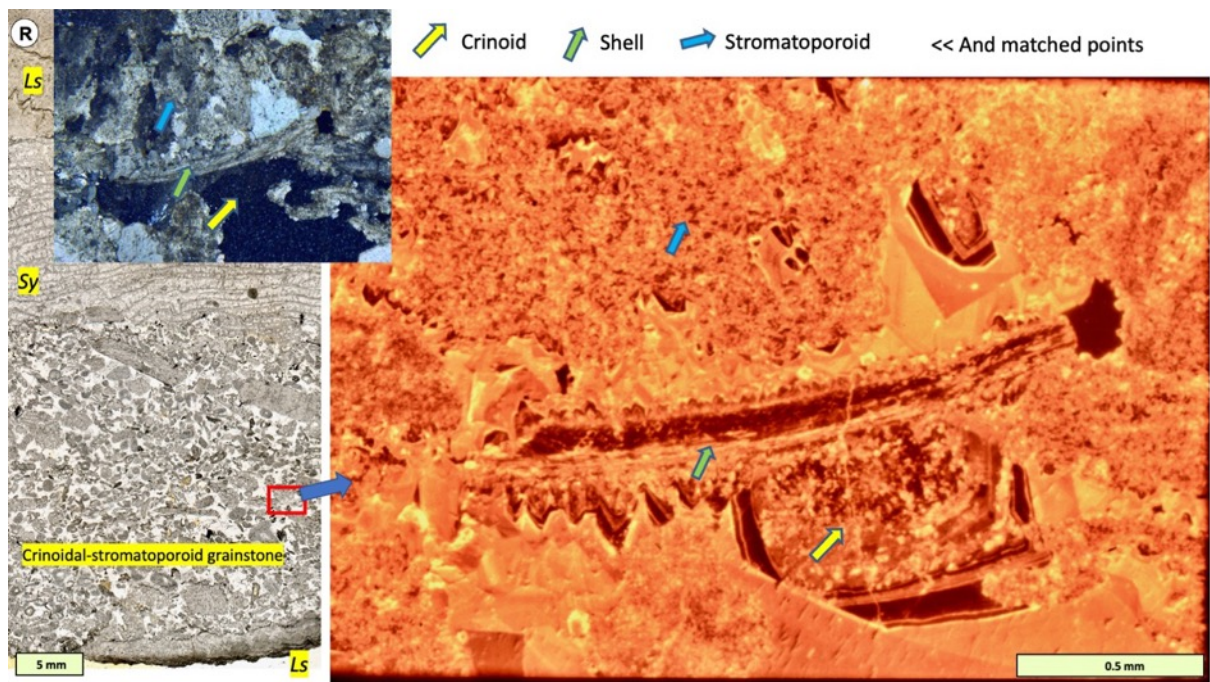 R
Crinoid
Shell
Stromatoporoid
<< And matched points
Ls
Sy
Crinoidal-stromatoporoid grainstone
5 mm
Ls
0.5 mm